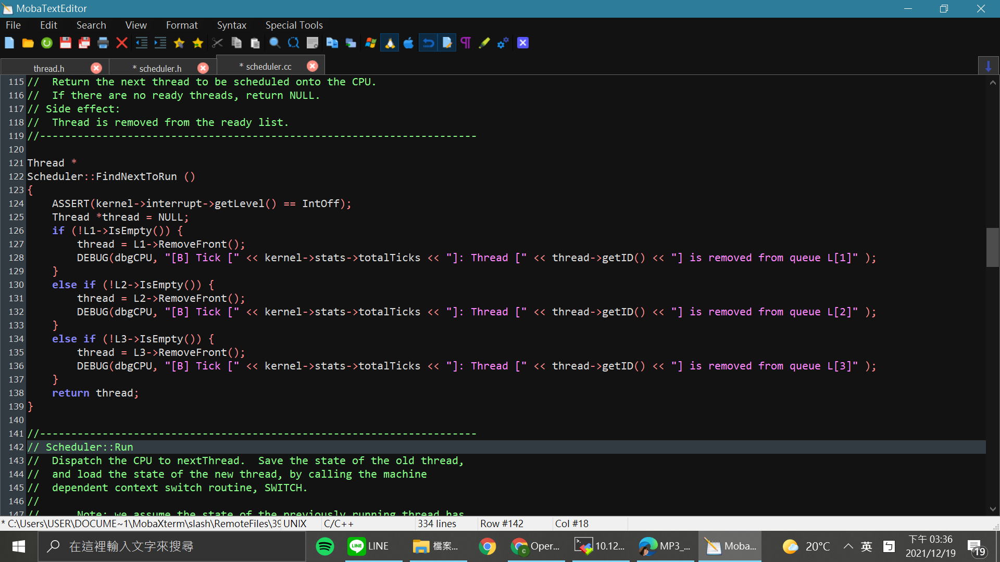 MobaTextEditor
File Edit Search View Format Syntax Special Tools
thread.h * scheduler.h * scheduler.cc
115 //  Return the next thread to be scheduled onto the CPU.
116 //  If there are no ready threads, return NULL.
117 // Side effect:
118 //  Thread is removed from the ready list.
119 //----------------------------------------------------------------------
120
121 Thread *
122 Scheduler::FindNextToRun ()
123 {
124     ASSERT(kernel->interrupt->getLevel() == IntOff);
125     Thread *thread = NULL;
126     if (!L1->IsEmpty()) {
127         thread = L1->RemoveFront();
128         DEBUG(dbgCPU, "[B] Tick [" << kernel->stats->totalTicks << "]: Thread [" << thread->getID() << "] is removed from queue L[1]" );
129     }
130     else if (!L2->IsEmpty()) {
131         thread = L2->RemoveFront();
132         DEBUG(dbgCPU, "[B] Tick [" << kernel->stats->totalTicks << "]: Thread [" << thread->getID() << "] is removed from queue L[2]" );
133     }
134     else if (!L3->IsEmpty()) {
135         thread = L3->RemoveFront();
136         DEBUG(dbgCPU, "[B] Tick [" << kernel->stats->totalTicks << "]: Thread [" << thread->getID() << "] is removed from queue L[3]" );
137     }
138     return thread;
139 }
140
141 //----------------------------------------------------------------------
142 // Scheduler::Run
143 //  Dispatch the CPU to nextThread.  Save the state of the old thread,
144 //  and load the state of the new thread, by calling the machine
145 //  dependent context switch routine, SWITCH.
146 //
147 //      Note: we assume the state of the previously running thread has
* C:\Users\USER\DOCUME~1\MobaXterm\slash\RemoteFiles\39 UNIX C/C++ 334 lines Row #142 Col #18
在這裡輸入文字來搜尋 LINE 檔案... Oper... 10.12... MP3_... Moba... 20°C 英 ㄅ 下午 03:36
2021/12/19 19